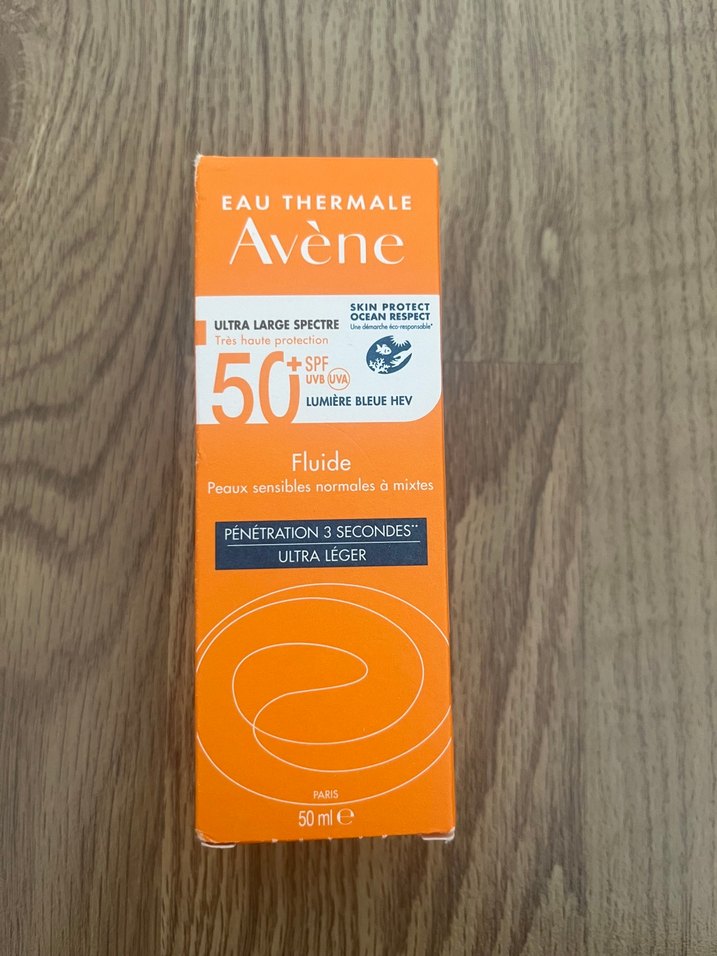 EAU THERMALE
Avène
SKIN PROTECT
OCEAN RESPECT
Une démarche éco-responsable*
ULTRA LARGE SPECTRE
Très haute protection
50+ SPF
UVB UVA
LUMIÈRE BLEUE HEV
Fluide
Peaux sensibles normales à mixtes
PÉNÉTRATION 3 SECONDES**
ULTRA LÉGER
PARIS
50 ml e